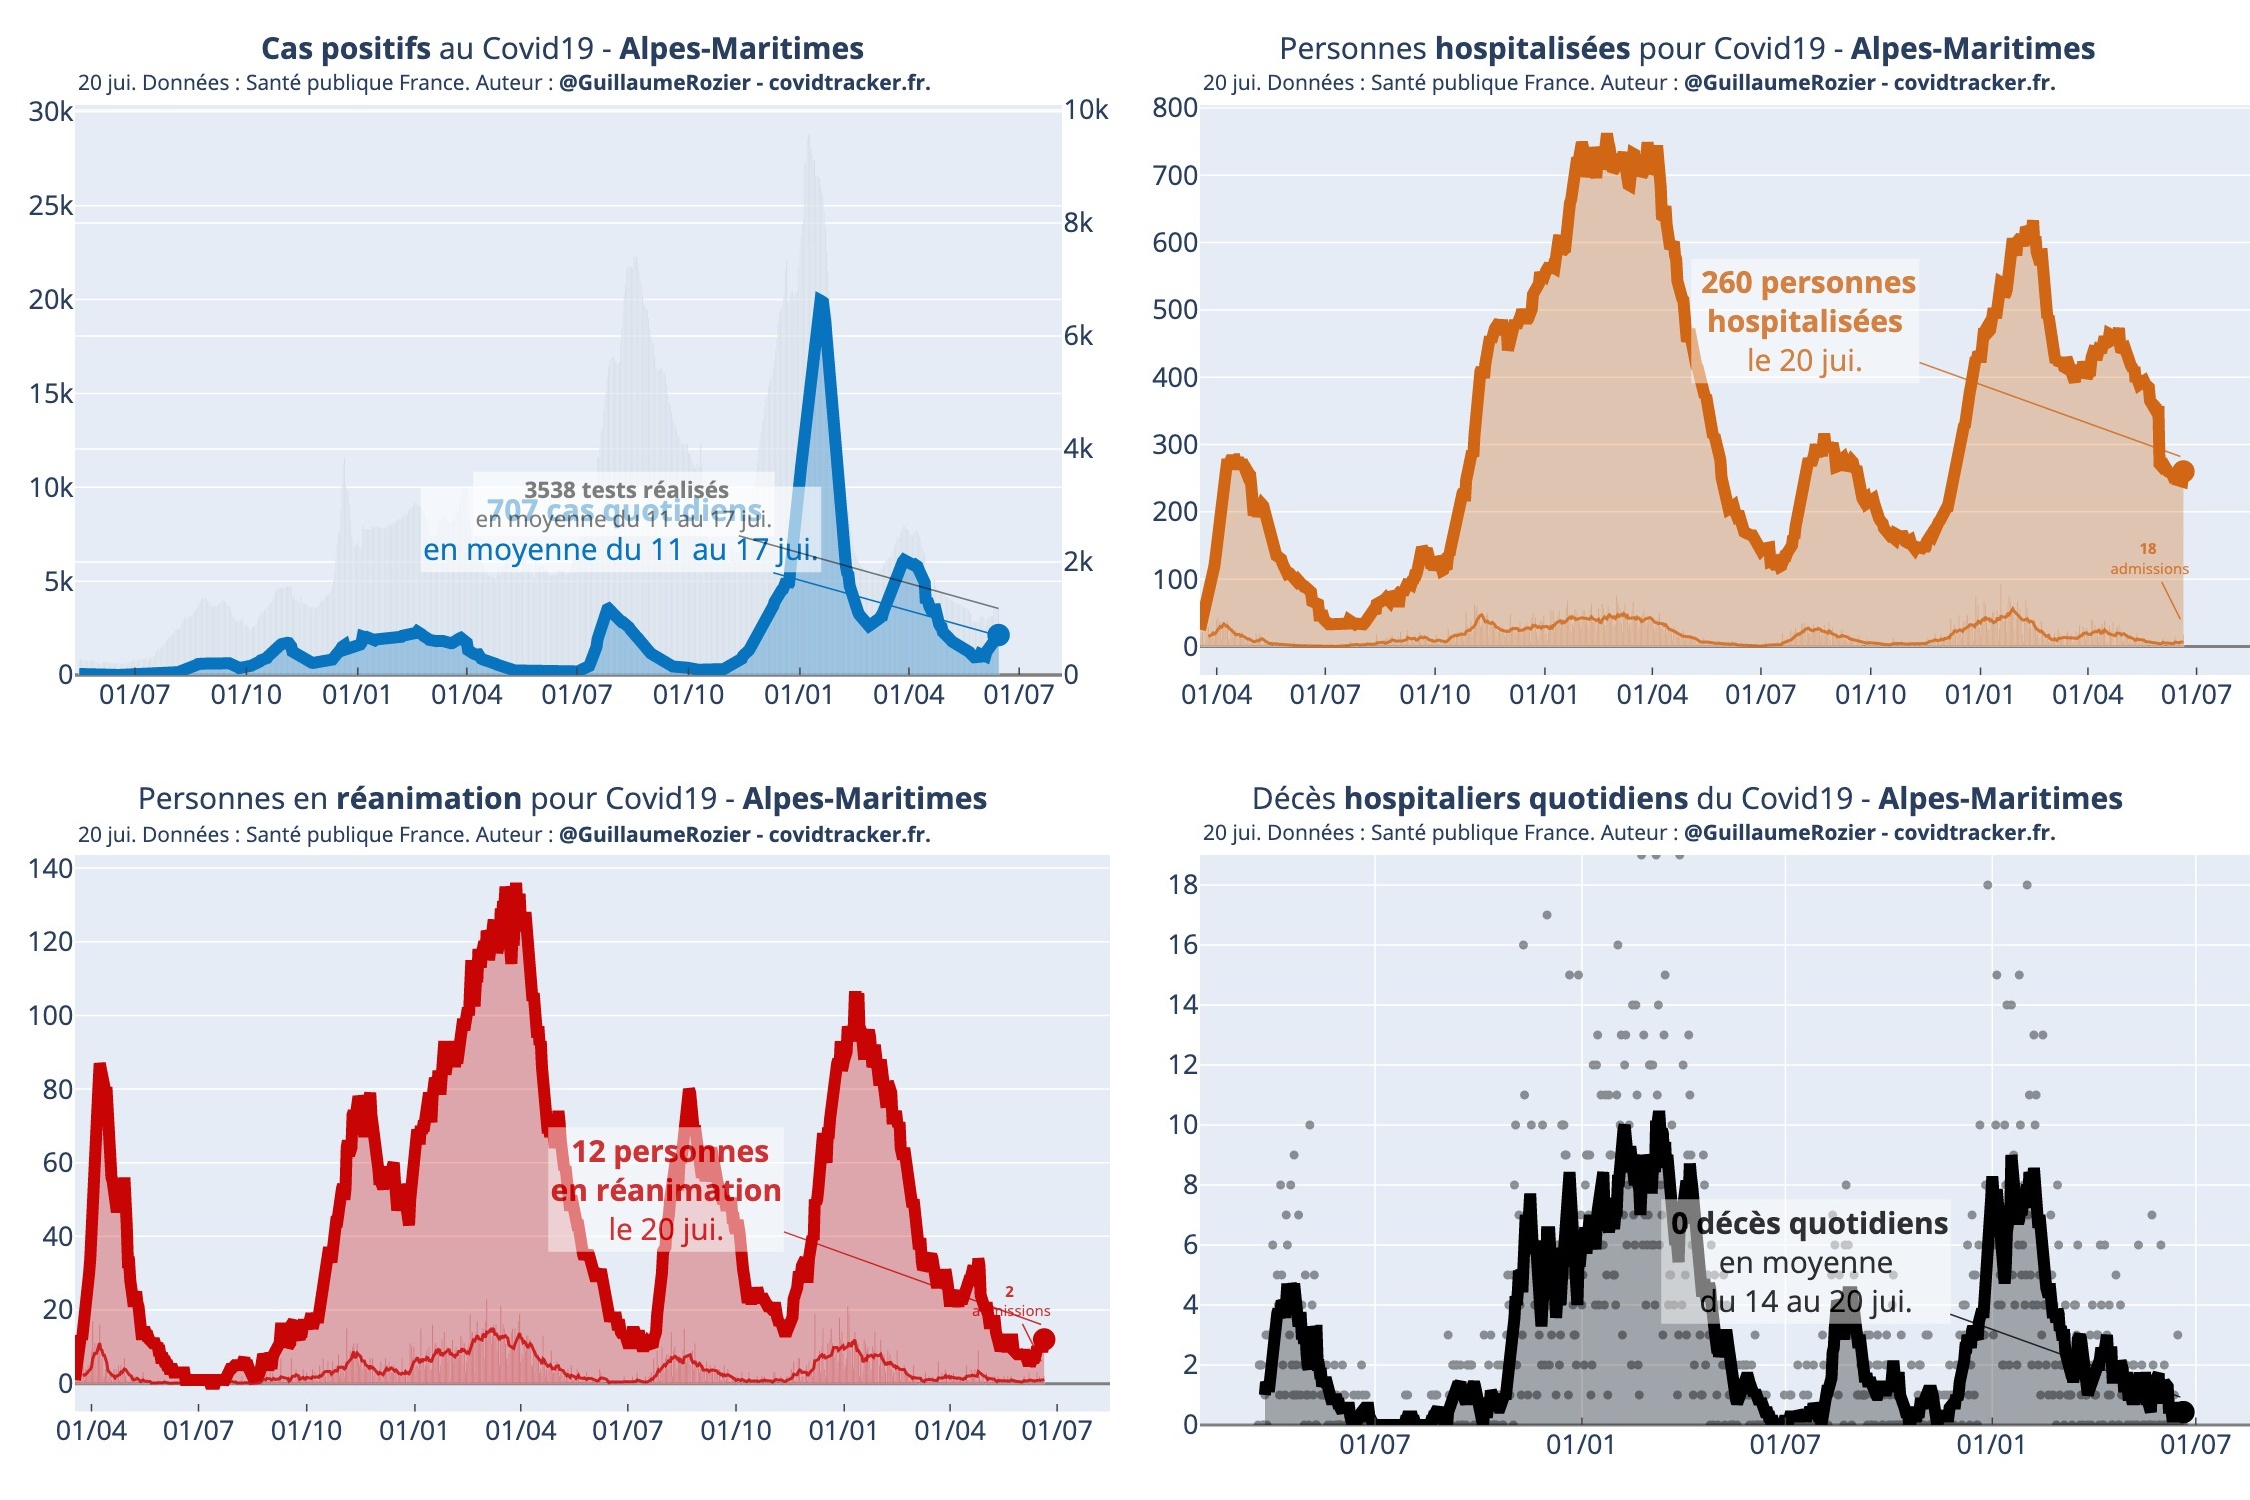 Cas positifs au Covid19 - Alpes-Maritimes
20 jui. Données : Santé publique France. Auteur : @GuillaumeRozier - covidtracker.fr.
30k
25k
20k
15k
10k
5k
0
10k
8k
6k
4k
2k
0
3538 tests réalisés
en moyenne du 11 au 17 jui.
707 cas quotidiens
en moyenne du 11 au 17 jui.
01/07 01/10 01/01 01/04 01/07 01/10 01/01 01/04 01/07
Personnes hospitalisées pour Covid19 - Alpes-Maritimes
20 jui. Données : Santé publique France. Auteur : @GuillaumeRozier - covidtracker.fr.
800
700
600
500
400
300
200
100
0
260 personnes
hospitalisées
le 20 jui.
18
admissions
01/04 01/07 01/10 01/01 01/04 01/07 01/10 01/01 01/04 01/07
Personnes en réanimation pour Covid19 - Alpes-Maritimes
20 jui. Données : Santé publique France. Auteur : @GuillaumeRozier - covidtracker.fr.
140
120
100
80
60
40
20
0
12 personnes
en réanimation
le 20 jui.
2
admissions
01/04 01/07 01/10 01/01 01/04 01/07 01/10 01/01 01/04 01/07
Décès hospitaliers quotidiens du Covid19 - Alpes-Maritimes
20 jui. Données : Santé publique France. Auteur : @GuillaumeRozier - covidtracker.fr.
18
16
14
12
10
8
6
4
2
0
0 décès quotidiens
en moyenne
du 14 au 20 jui.
01/07 01/01 01/07 01/01 01/07